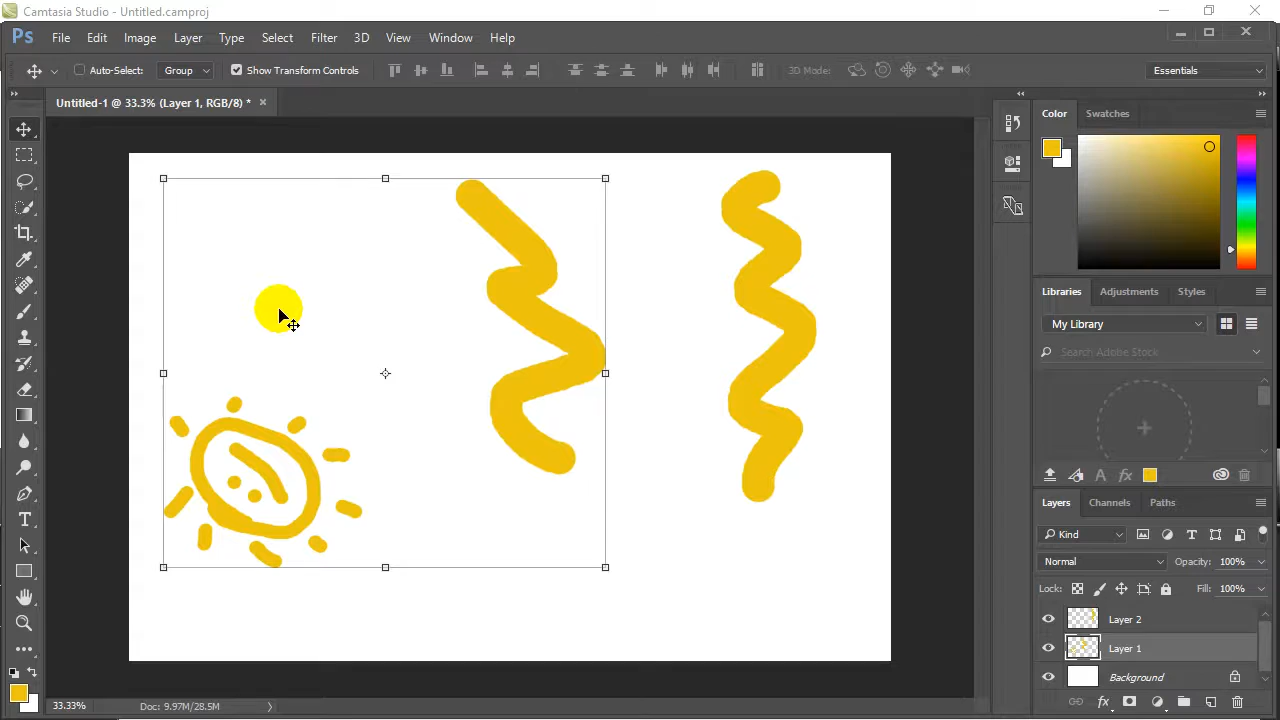 Camtasia Studio - Untitled.camproj
Ps File Edit Image Layer Type Select Filter 3D View Window Help
Auto-Select: Group Show Transform Controls 3D Mode: Essentials
Untitled-1 @ 33.3% (Layer 1, RGB/8) *
Color Swatches
Libraries Adjustments Styles
My Library
Search Adobe Stock
Layers Channels Paths
Kind
Normal Opacity: 100%
Lock: Fill: 100%
Layer 2
Layer 1
Background
33.33% Doc: 9.97M/28.5M